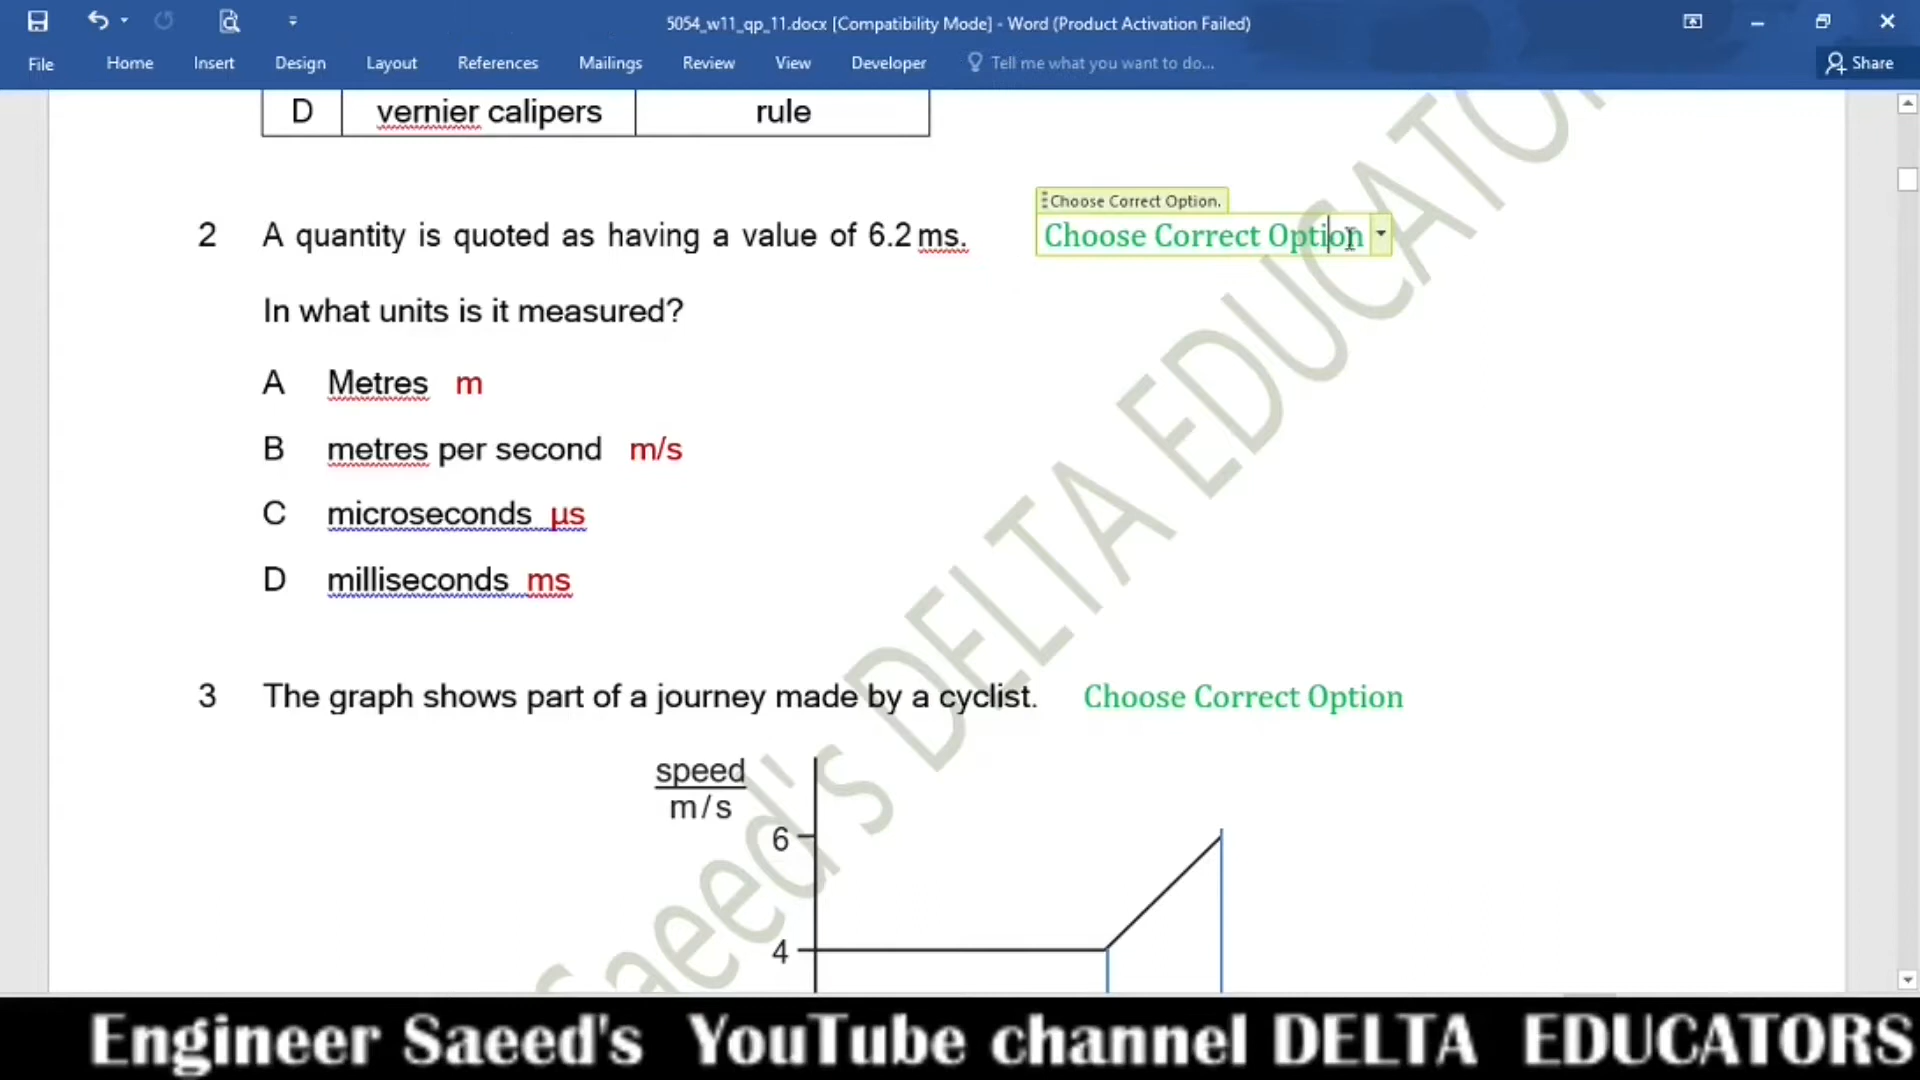 5054_w11_qp_11.docx [Compatibility Mode] - Word (Product Activation Failed)
File Home Insert Design Layout References Mailings Review View Developer Tell me what you want to do... Share
D vernier calipers rule
Choose Correct Option.
2 A quantity is quoted as having a value of 6.2 ms. Choose Correct Option
In what units is it measured?
A Metres m
B metres per second m/s
C microseconds µs
D milliseconds ms
3 The graph shows part of a journey made by a cyclist. Choose Correct Option
speed
m/s
6
4
Saeed's DELTA EDUCATOR
Engineer Saeed's YouTube channel DELTA EDUCATORS